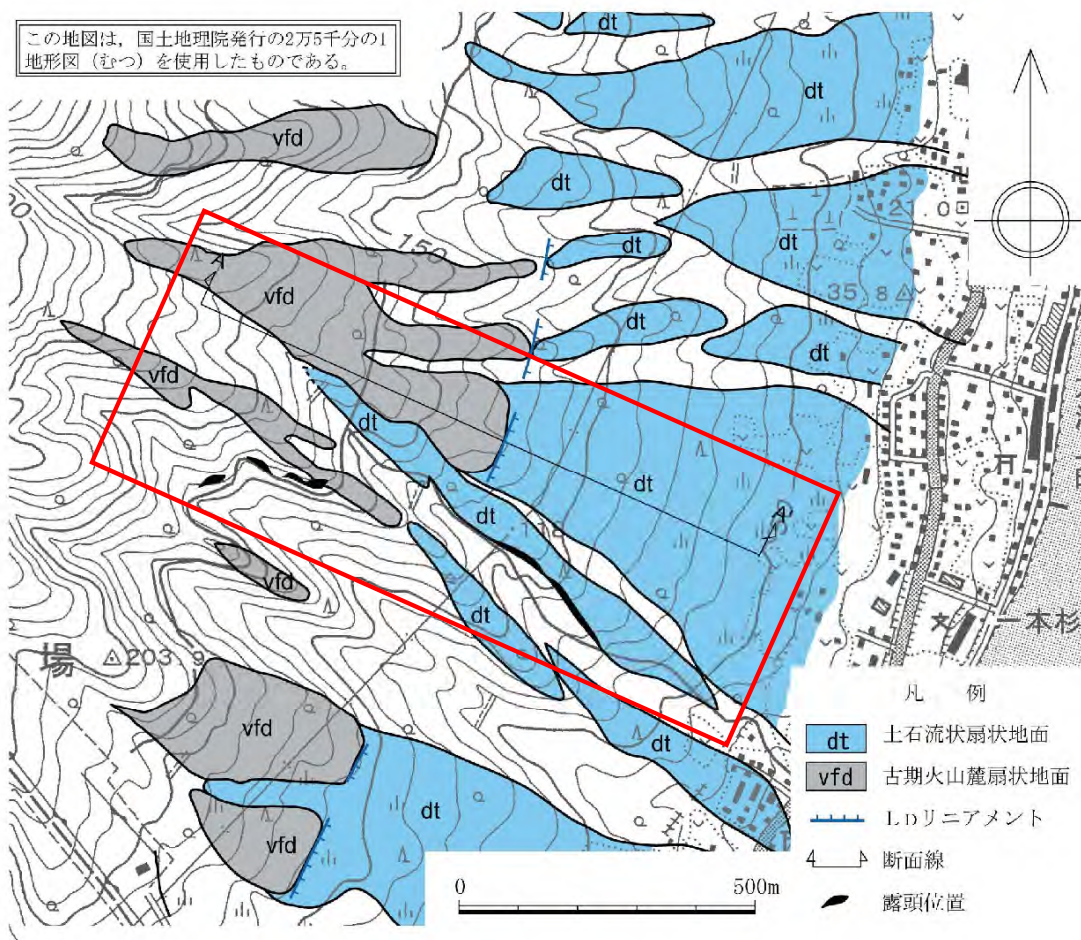 この地図は，国土地理院発行の2万5千分の1
地形図（むつ）を使用したものである。
dt
dt
vfd
dt
27.0
dt
150
dt
A
vfd
35.8
dt
dt
vfd
dt
dt
dt
118
vfd
dt
一本杉
場
203.9
vfd
dt
dt
vfd
凡　例
dt 土石流状扇状地面
vfd 古期火山麓扇状地面
LDリニアメント
断面線
露頭位置
0 500m